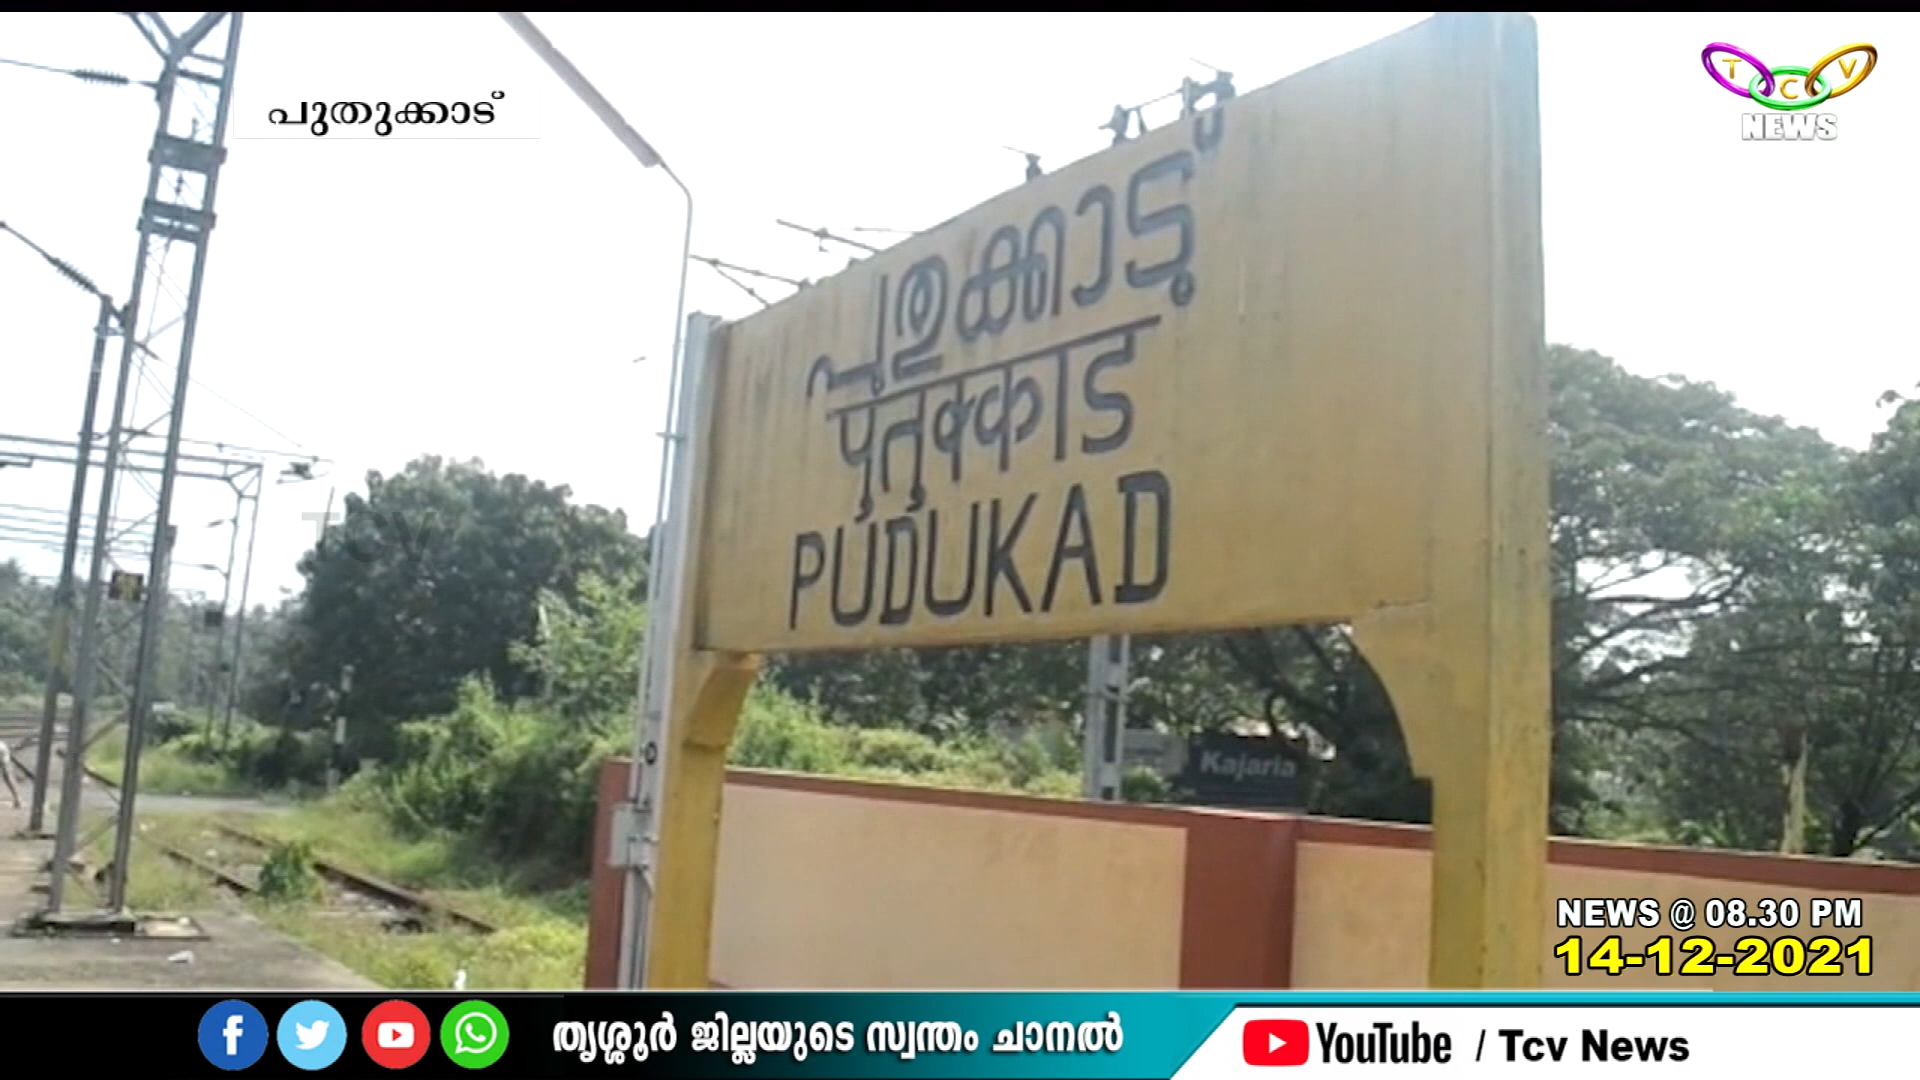 പുതുക്കാട്
T C V
NEWS
പുതുക്കാട്
पुतुक्काड
PUDUKAD
TCV
Kajaria
NEWS @ 08.30 PM
14-12-2021
തൃശ്ശൂർ ജില്ലയുടെ സ്വന്തം ചാനൽ
YouTube / Tcv News